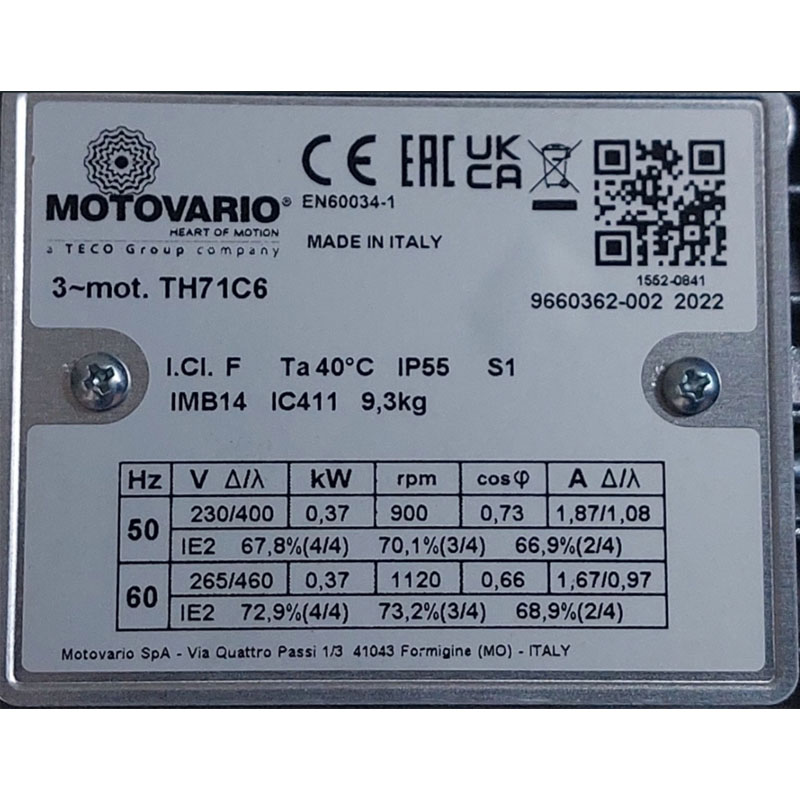 MOTOVARIO®
HEART OF MOTION
a TECO Group company
CE EAC UKCA
EN60034-1
MADE IN ITALY
1552-0841
3~mot. TH71C6
9660362-002 2022
I.Cl. F Ta 40°C IP55 S1
IMB14 IC411 9,3kg
Hz V Δ/λ kW rpm cosφ A Δ/λ
50 230/400 0,37 900 0,73 1,87/1,08
IE2 67,8%(4/4) 70,1%(3/4) 66,9%(2/4)
60 265/460 0,37 1120 0,66 1,67/0,97
IE2 72,9%(4/4) 73,2%(3/4) 68,9%(2/4)
Motovario SpA - Via Quattro Passi 1/3 41043 Formigine (MO) - ITALY